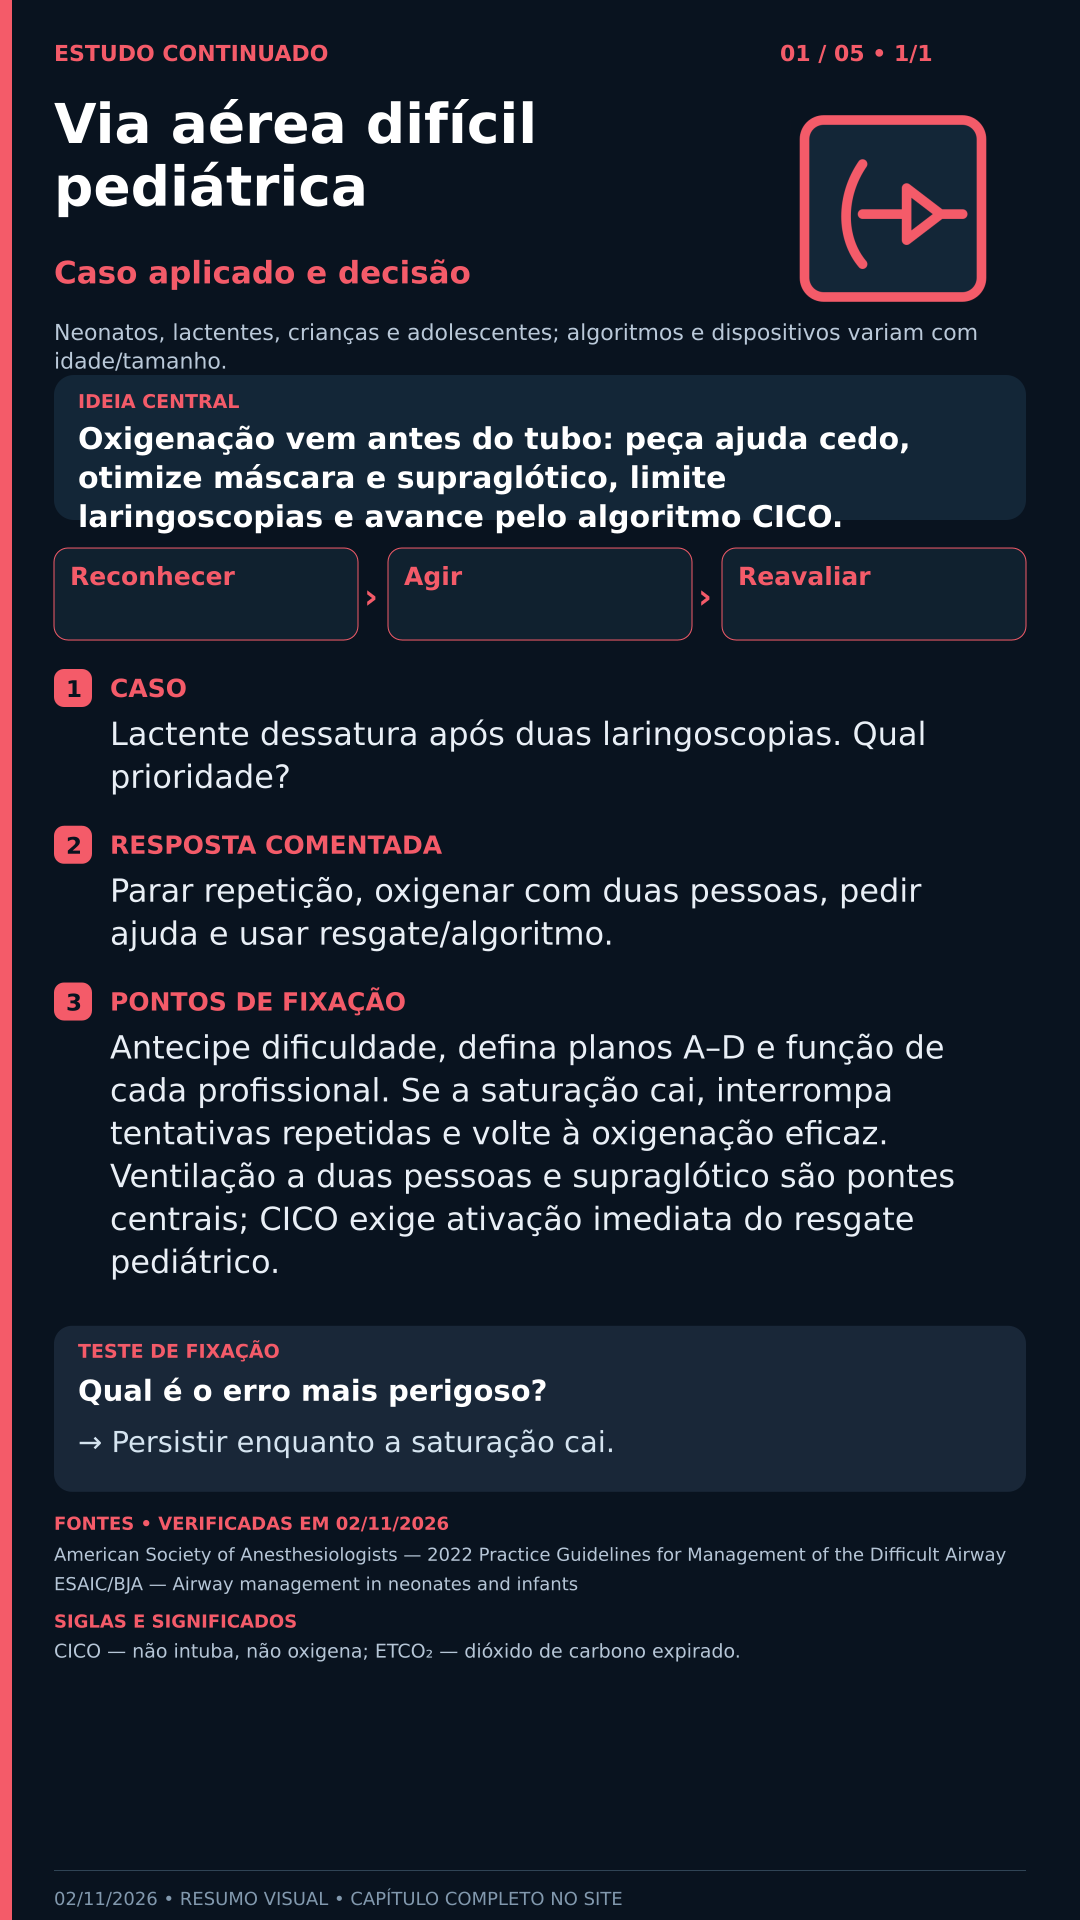 ESTUDO CONTINUADO
01 / 05 • 1/1
Via aérea difícil
pediátrica
Caso aplicado e decisão
Neonatos, lactentes, crianças e adolescentes; algoritmos e dispositivos variam com
idade/tamanho.
IDEIA CENTRAL
Oxigenação vem antes do tubo: peça ajuda cedo,
otimize máscara e supraglótico, limite
laringoscopias e avance pelo algoritmo CICO.
Reconhecer
›
Agir
›
Reavaliar
1 CASO
Lactente dessatura após duas laringoscopias. Qual
prioridade?
2 RESPOSTA COMENTADA
Parar repetição, oxigenar com duas pessoas, pedir
ajuda e usar resgate/algoritmo.
3 PONTOS DE FIXAÇÃO
Antecipe dificuldade, defina planos A–D e função de
cada profissional. Se a saturação cai, interrompa
tentativas repetidas e volte à oxigenação eficaz.
Ventilação a duas pessoas e supraglótico são pontes
centrais; CICO exige ativação imediata do resgate
pediátrico.
TESTE DE FIXAÇÃO
Qual é o erro mais perigoso?
→ Persistir enquanto a saturação cai.
FONTES • VERIFICADAS EM 02/11/2026
American Society of Anesthesiologists — 2022 Practice Guidelines for Management of the Difficult Airway
ESAIC/BJA — Airway management in neonates and infants
SIGLAS E SIGNIFICADOS
CICO — não intuba, não oxigena; ETCO₂ — dióxido de carbono expirado.
02/11/2026 • RESUMO VISUAL • CAPÍTULO COMPLETO NO SITE